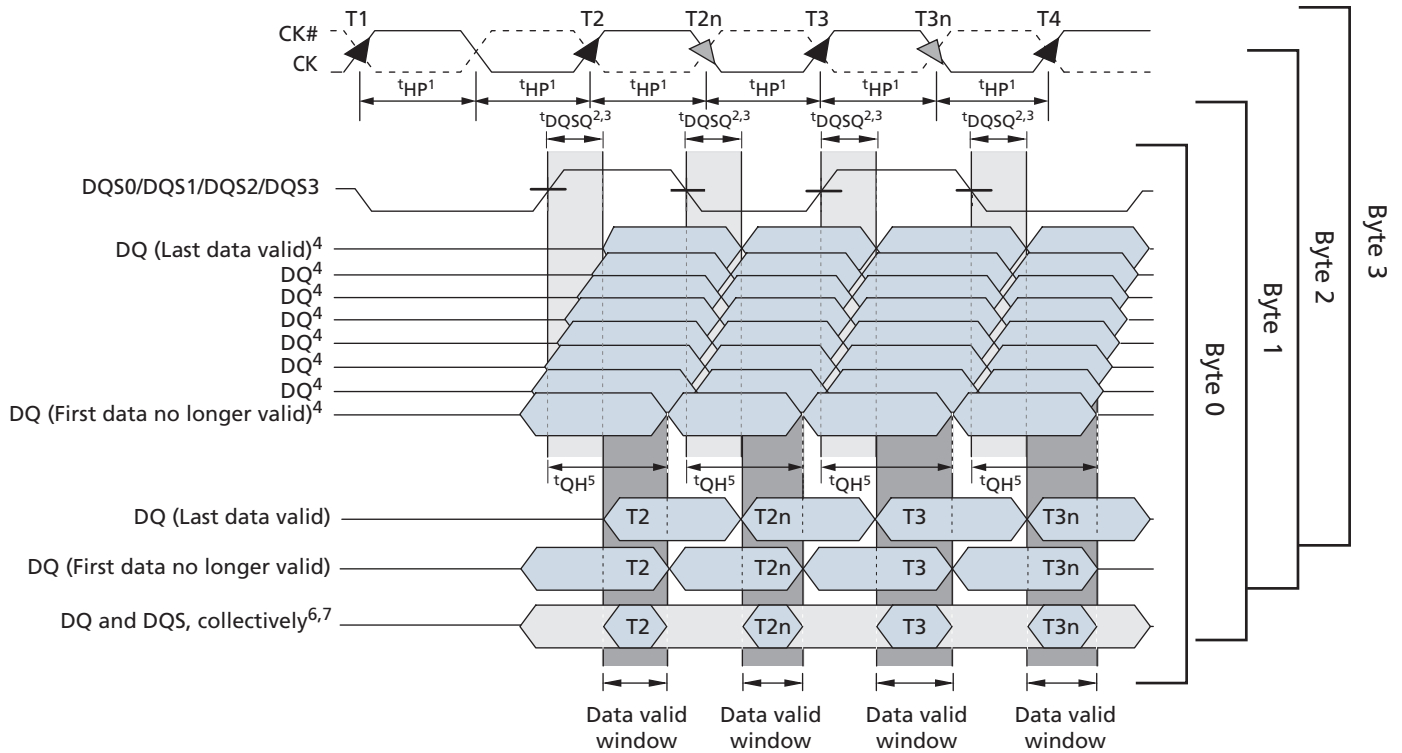 T1 T2 T2n T3 T3n T4
CK#
CK
tHP1 tHP1 tHP1 tHP1 tHP1 tHP1
tDQSQ2,3 tDQSQ2,3 tDQSQ2,3 tDQSQ2,3
DQS0/DQS1/DQS2/DQS3
DQ (Last data valid)4
DQ4
DQ4
DQ4
DQ4
DQ4
DQ4
DQ (First data no longer valid)4
tQH5 tQH5 tQH5 tQH5
DQ (Last data valid) T2 T2n T3 T3n
DQ (First data no longer valid) T2 T2n T3 T3n
DQ and DQS, collectively6,7 T2 T2n T3 T3n
Data valid window
Data valid window
Data valid window
Data valid window
Byte 0
Byte 1
Byte 2
Byte 3